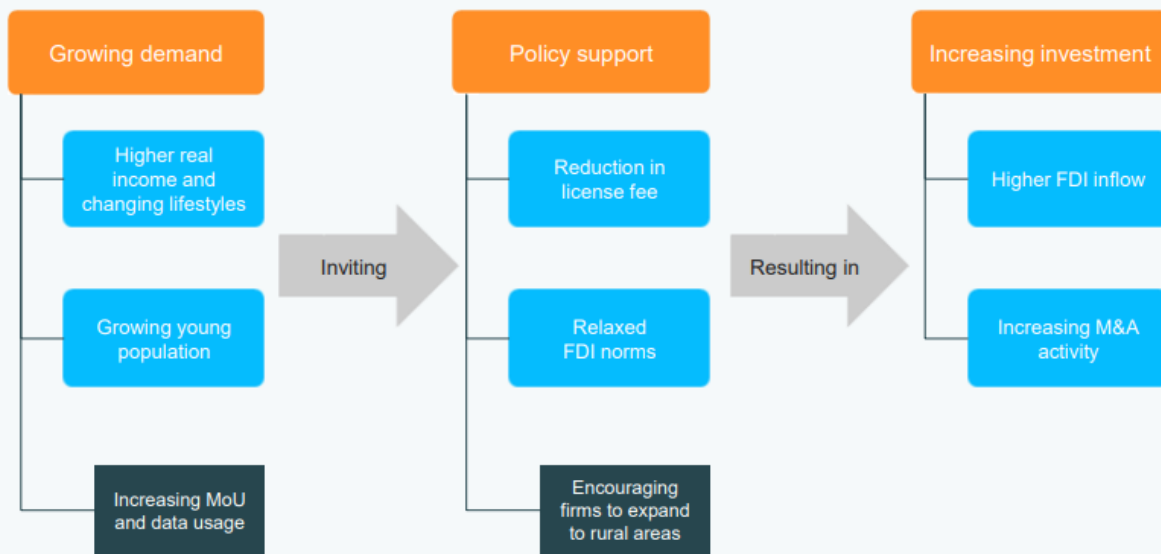 Growing demand
Higher real
income and
changing lifestyles
Growing young
population
Increasing MoU
and data usage
Inviting
Policy support
Reduction in
license fee
Relaxed
FDI norms
Encouraging
firms to expand
to rural areas
Resulting in
Increasing investment
Higher FDI inflow
Increasing M&A
activity